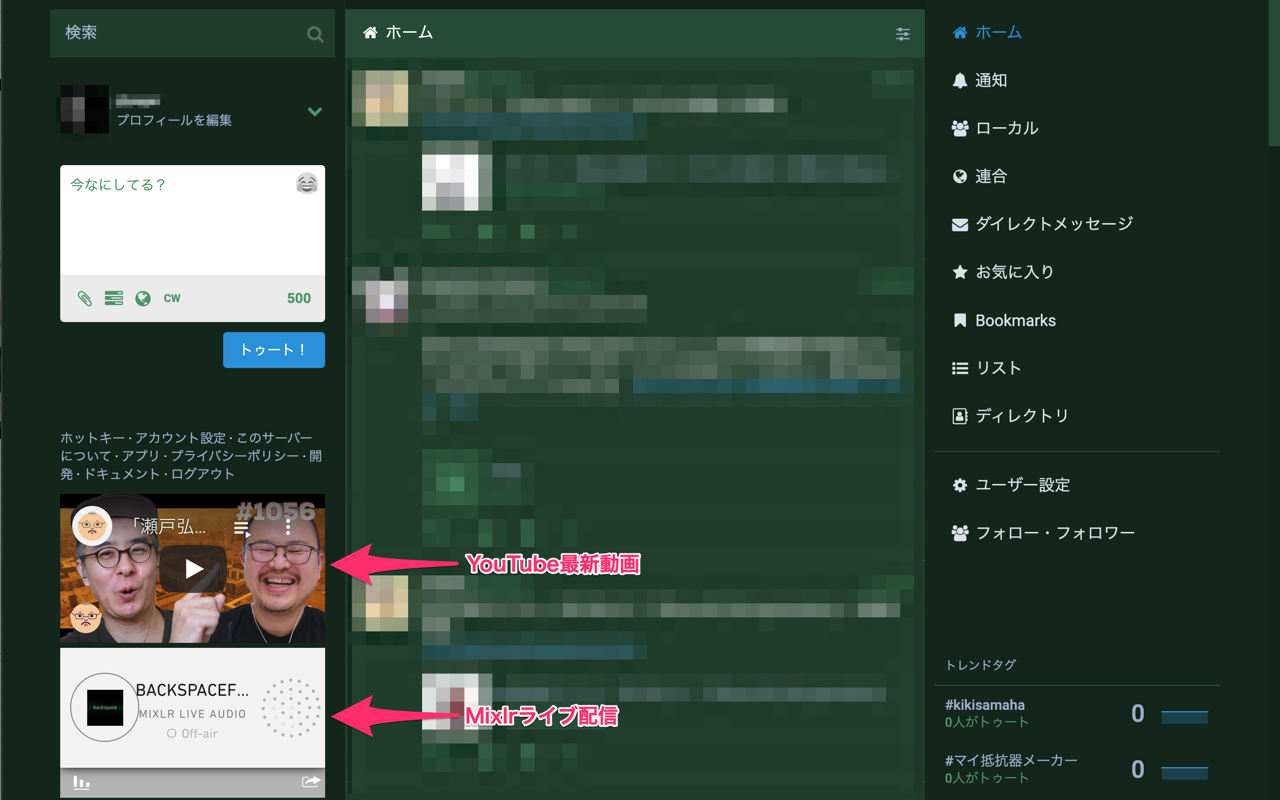 検索
プロフィールを編集
今なにしてる？
CW
500
トゥート！
ホットキー · アカウント設定 · このサーバー
について · アプリ · プライバシーポリシー · 開
発 · ドキュメント · ログアウト
#1056
「瀬戸弘...
BACKSPACEF...
backspace
MIXLR LIVE AUDIO
Off-air
ホーム
YouTube最新動画
Mixlrライブ配信
ホーム
通知
ローカル
連合
ダイレクトメッセージ
お気に入り
Bookmarks
リスト
ディレクトリ
ユーザー設定
フォロー・フォロワー
トレンドタグ
#kikisamaha
0人がトゥート
0
#マイ抵抗器メーカー
0人がトゥート
0